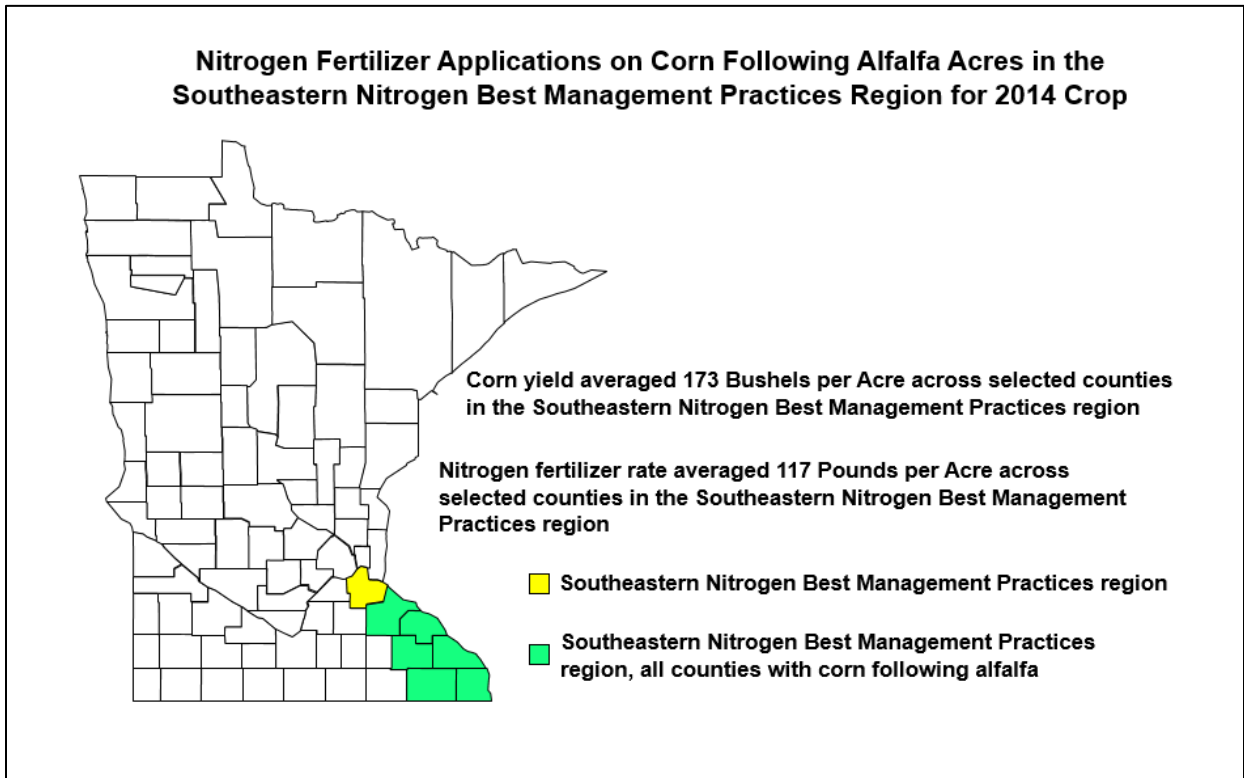 Nitrogen Fertilizer Applications on Corn Following Alfalfa Acres in the
Southeastern Nitrogen Best Management Practices Region for 2014 Crop
Corn yield averaged 173 Bushels per Acre across selected counties
in the Southeastern Nitrogen Best Management Practices region
Nitrogen fertilizer rate averaged 117 Pounds per Acre across
selected counties in the Southeastern Nitrogen Best Management
Practices region
Southeastern Nitrogen Best Management Practices region
Southeastern Nitrogen Best Management Practices
region, all counties with corn following alfalfa